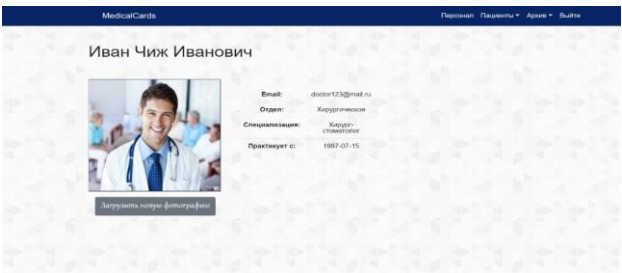 MedicalCards Персонал Пациенты Архив Выйти
Иван Чиж Иванович
Email: doctor123@mail.ru
Отдел: Хирургическое
Специализация: Хирург-
стоматолог
Практикует с: 1997-07-15
Загрузить новую фотографию